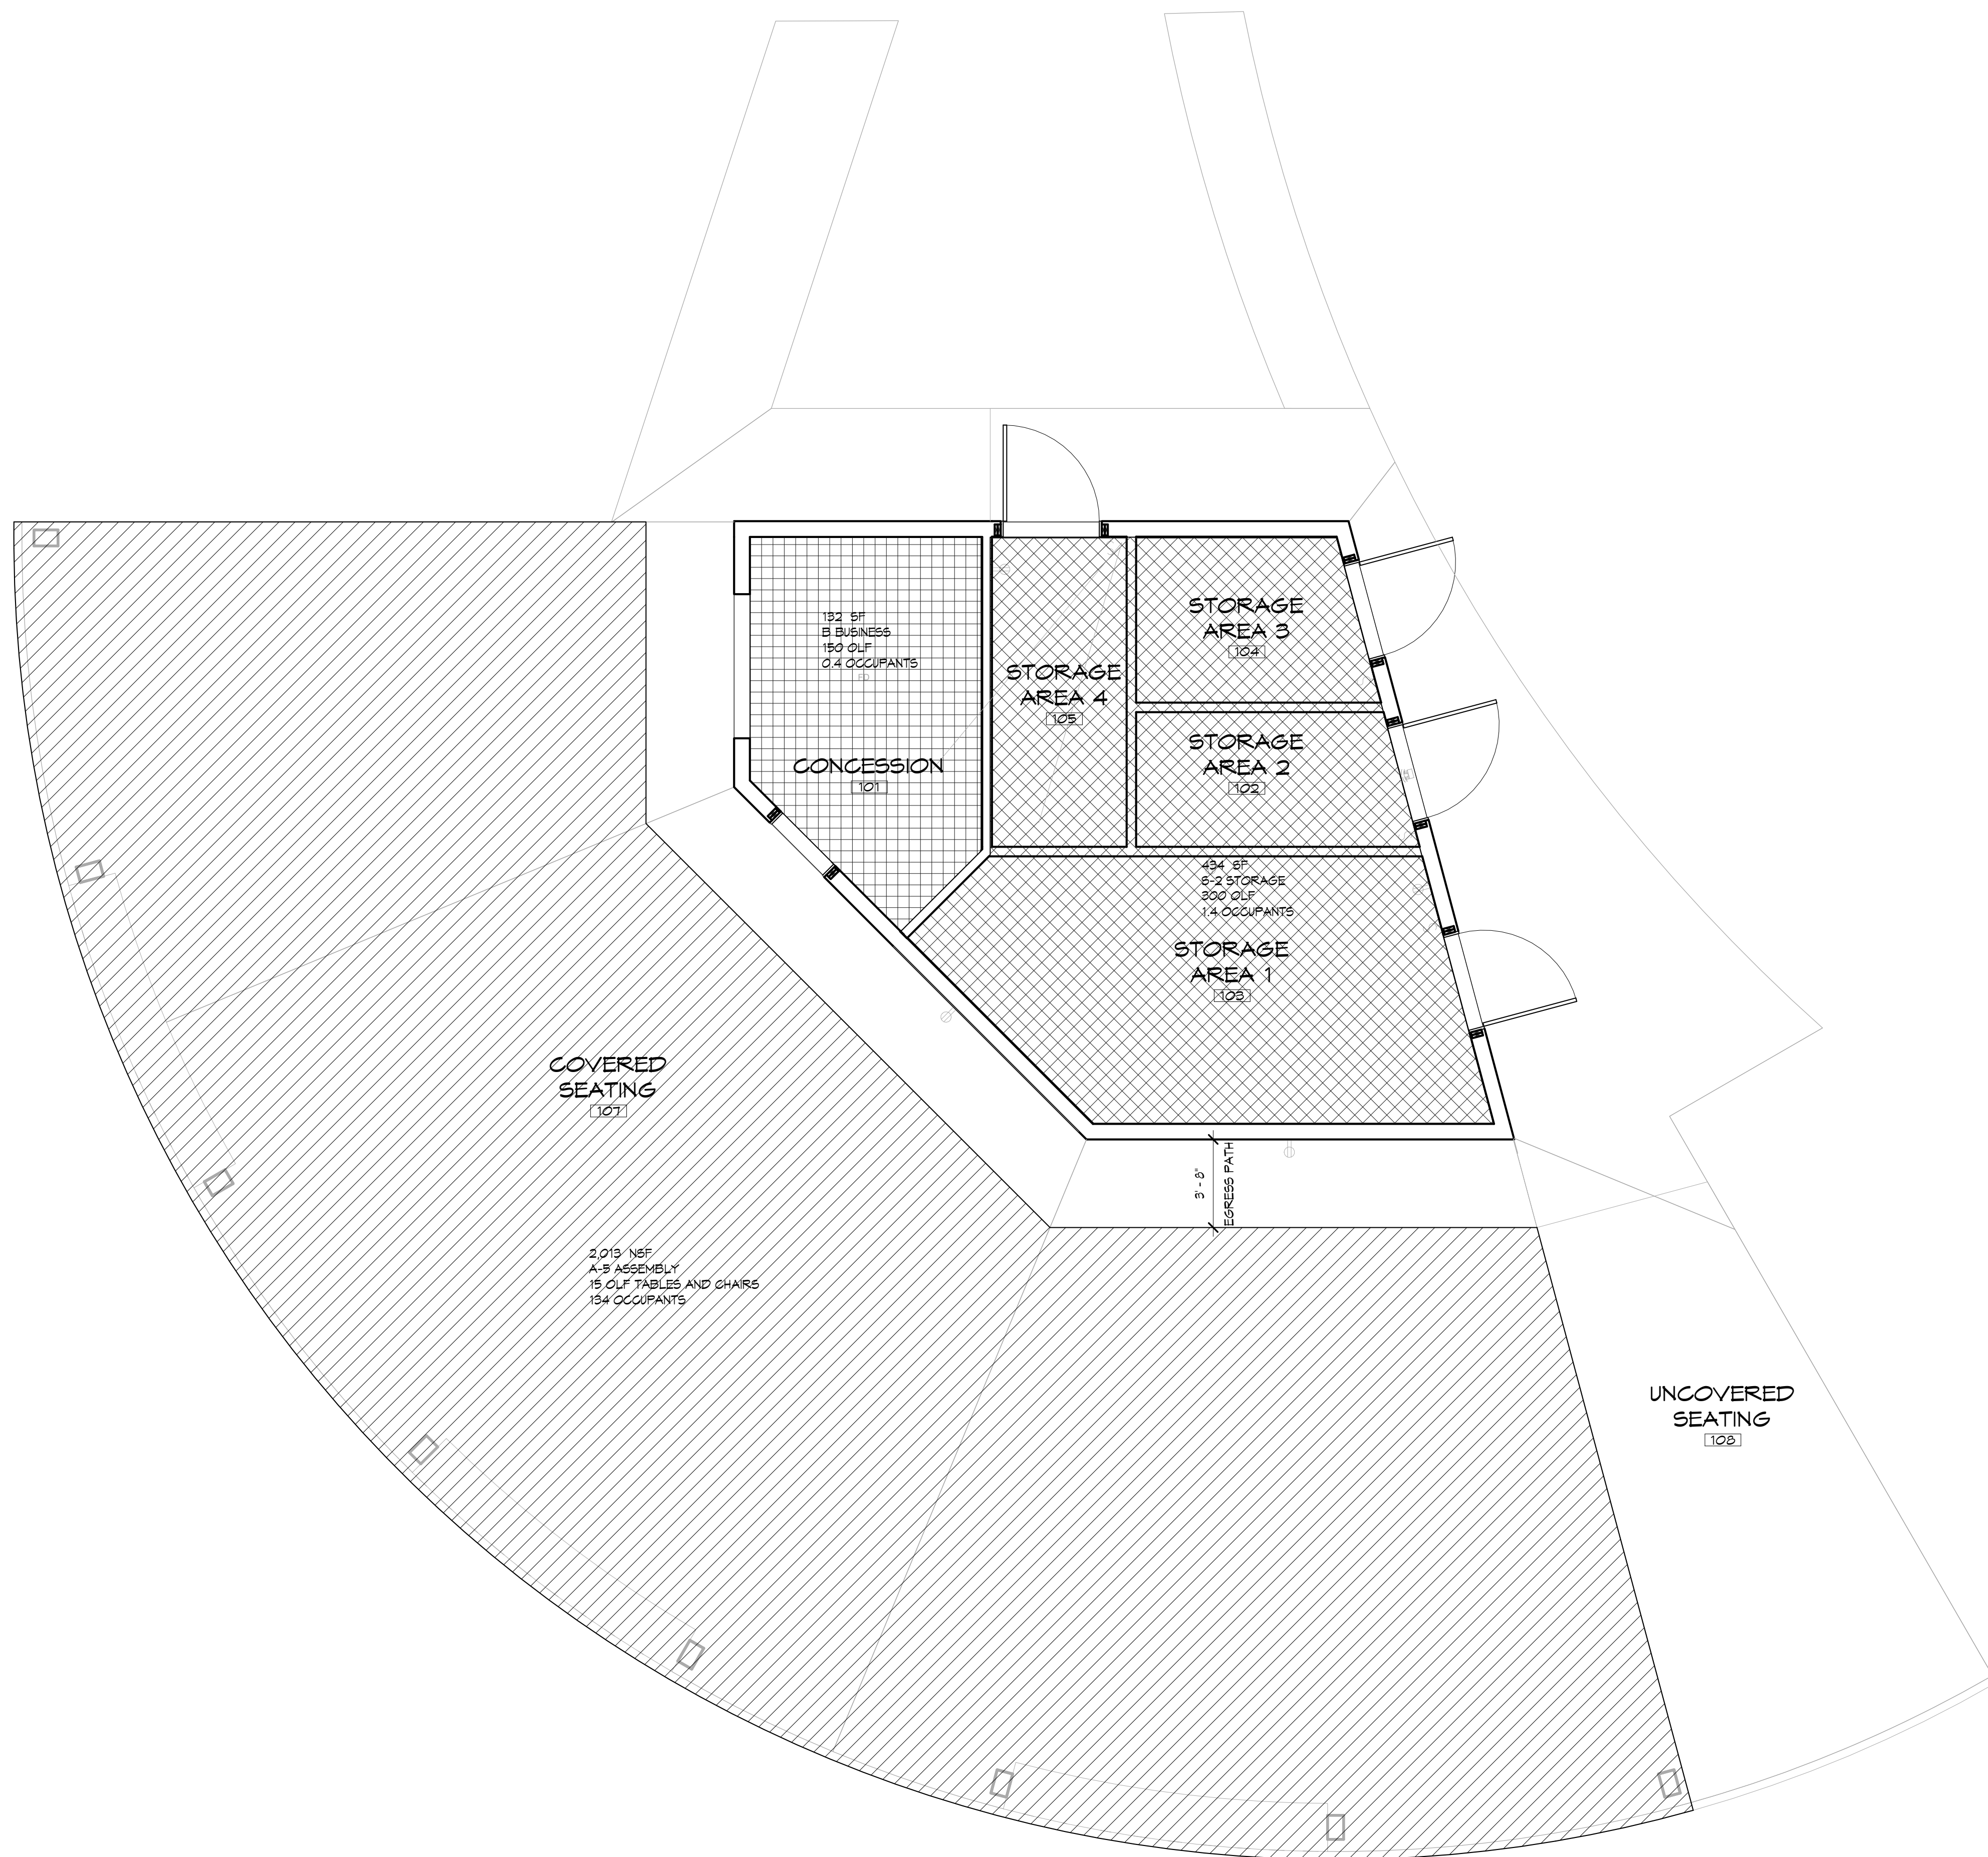 132 SF
B BUSINESS
150 OLF
0.4 OCCUPANTS
FD
CONCESSION
101
STORAGE
AREA 4
105
STORAGE
AREA 3
104
STORAGE
AREA 2
102
434 SF
S-2 STORAGE
300 OLF
1.4 OCCUPANTS
STORAGE
AREA 1
103
COVERED
SEATING
107
3' - 8"
EGRESS PATH
2,013 NSF
A-5 ASSEMBLY
15 OLF TABLES AND CHAIRS
134 OCCUPANTS
UNCOVERED
SEATING
108